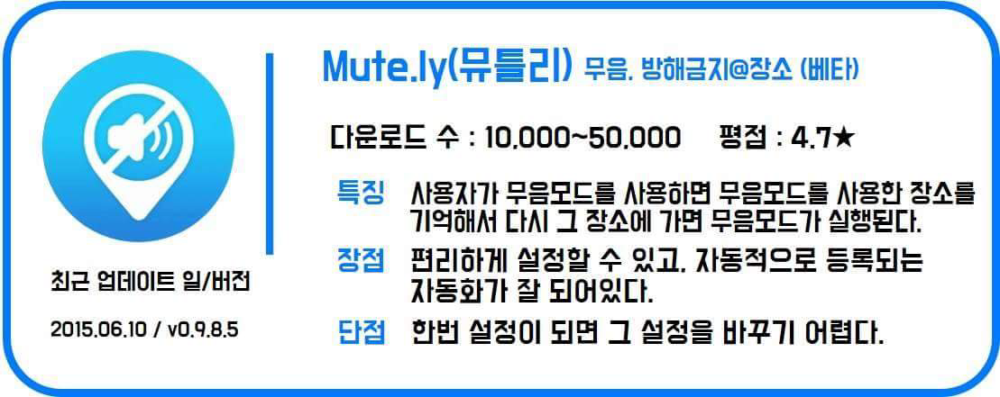 Mute.ly(뮤틀리) 무음, 방해금지@장소 (베타)
다운로드 수 : 10,000~50,000 평점 : 4.7★
특징 사용자가 무음모드를 사용하면 무음모드를 사용한 장소를
기억해서 다시 그 장소에 가면 무음모드가 실행된다.
장점 편리하게 설정할 수 있고, 자동적으로 등록되는
자동화가 잘 되어있다.
단점 한번 설정이 되면 그 설정을 바꾸기 어렵다.
최근 업데이트 일/버전
2015.06.10 / v0.9.8.5